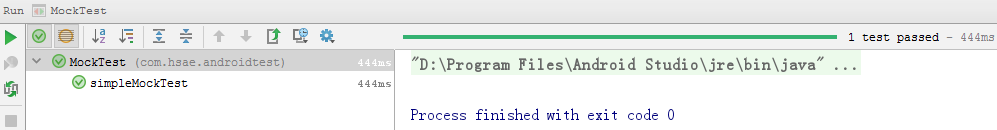 Run MockTest
1 test passed - 444ms
MockTest (com.hsae.androidtest) 444ms
simpleMockTest 444ms
"D:\Program Files\Android Studio\jre\bin\java" ...
Process finished with exit code 0